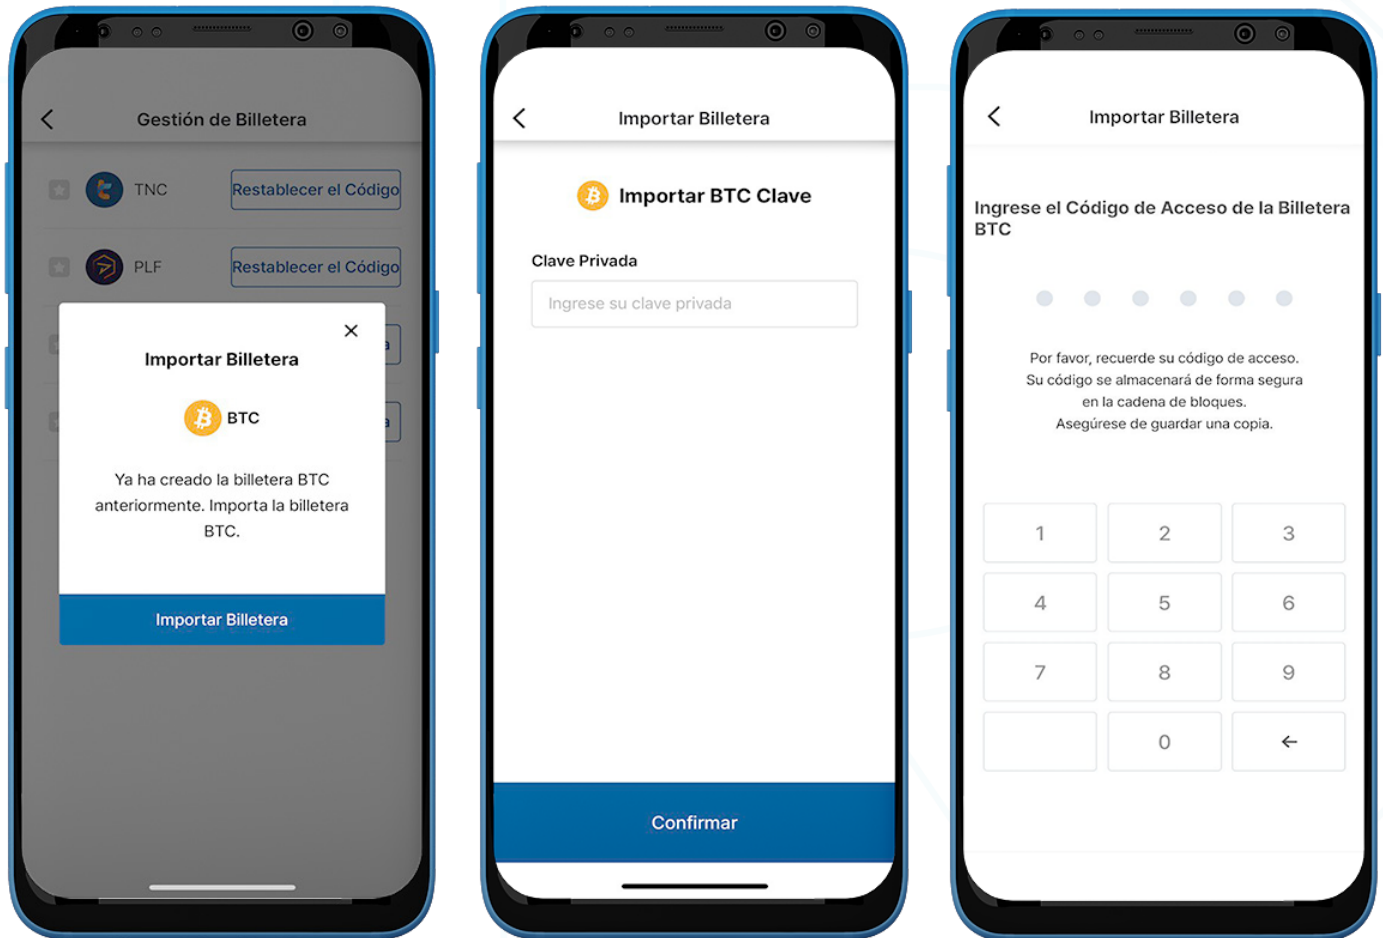 Gestión de Billetera
TNC
Restablecer el Código
PLF
Restablecer el Código
Importar Billetera
BTC
Ya ha creado la billetera BTC
anteriormente. Importa la billetera
BTC.
Importar Billetera
Importar Billetera
Importar BTC Clave
Clave Privada
Ingrese su clave privada
Confirmar
Importar Billetera
Ingrese el Código de Acceso de la Billetera
BTC
Por favor, recuerde su código de acceso.
Su código se almacenará de forma segura
en la cadena de bloques.
Asegúrese de guardar una copia.
1 2 3
4 5 6
7 8 9
0